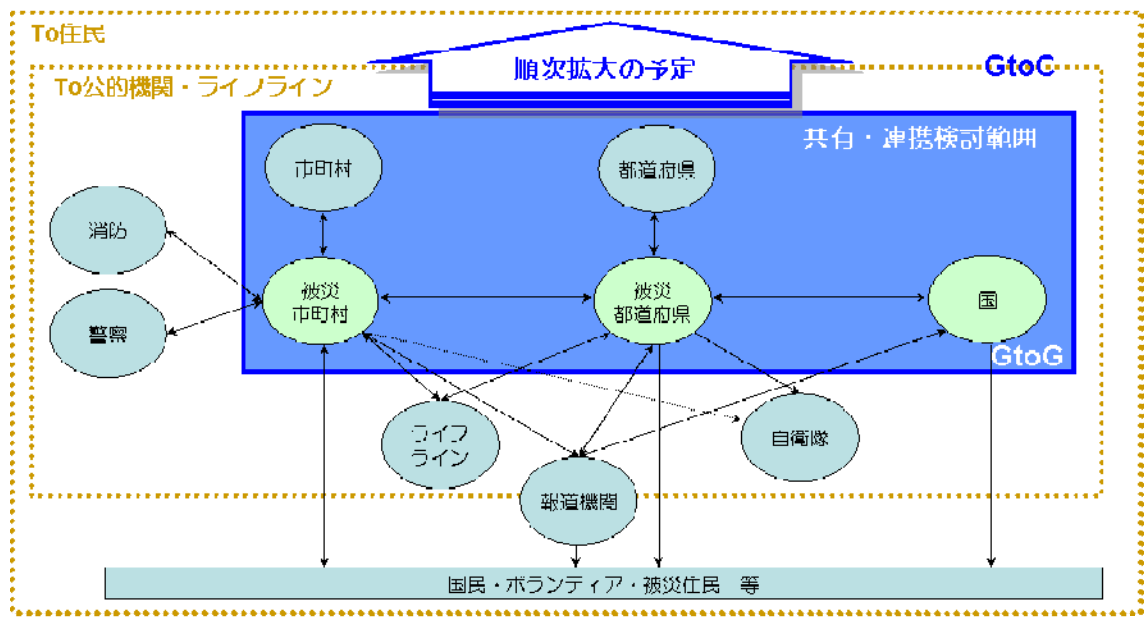 To住民
順次拡大の予定
GtoC
To公的機関・ライフライン
共有・連携検討範囲
市町村
都道府県
消防
被災
市町村
被災
都道府県
国
警察
GtoG
ライフ
ライン
自衛隊
報道機関
国民・ボランティア・被災住民 等